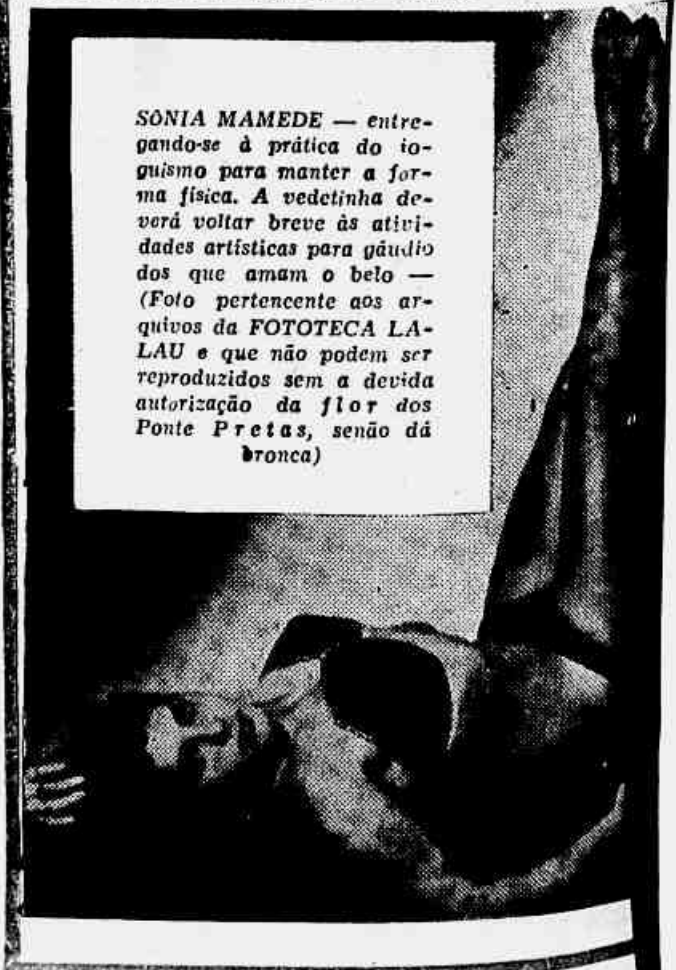 SÔNIA MAMEDE — entre-
gando-se à prática do io-
guismo para manter a for-
ma física. A vedetinha de-
verá voltar breve às ativi-
dades artísticas para gáudio
dos que amam o belo —
(Foto pertencente aos ar-
quivos da FOTOTECA LA-
LAU e que não podem ser
reproduzidos sem a devida
autorização da flor dos
Ponte Pretas, senão dá
bronca)